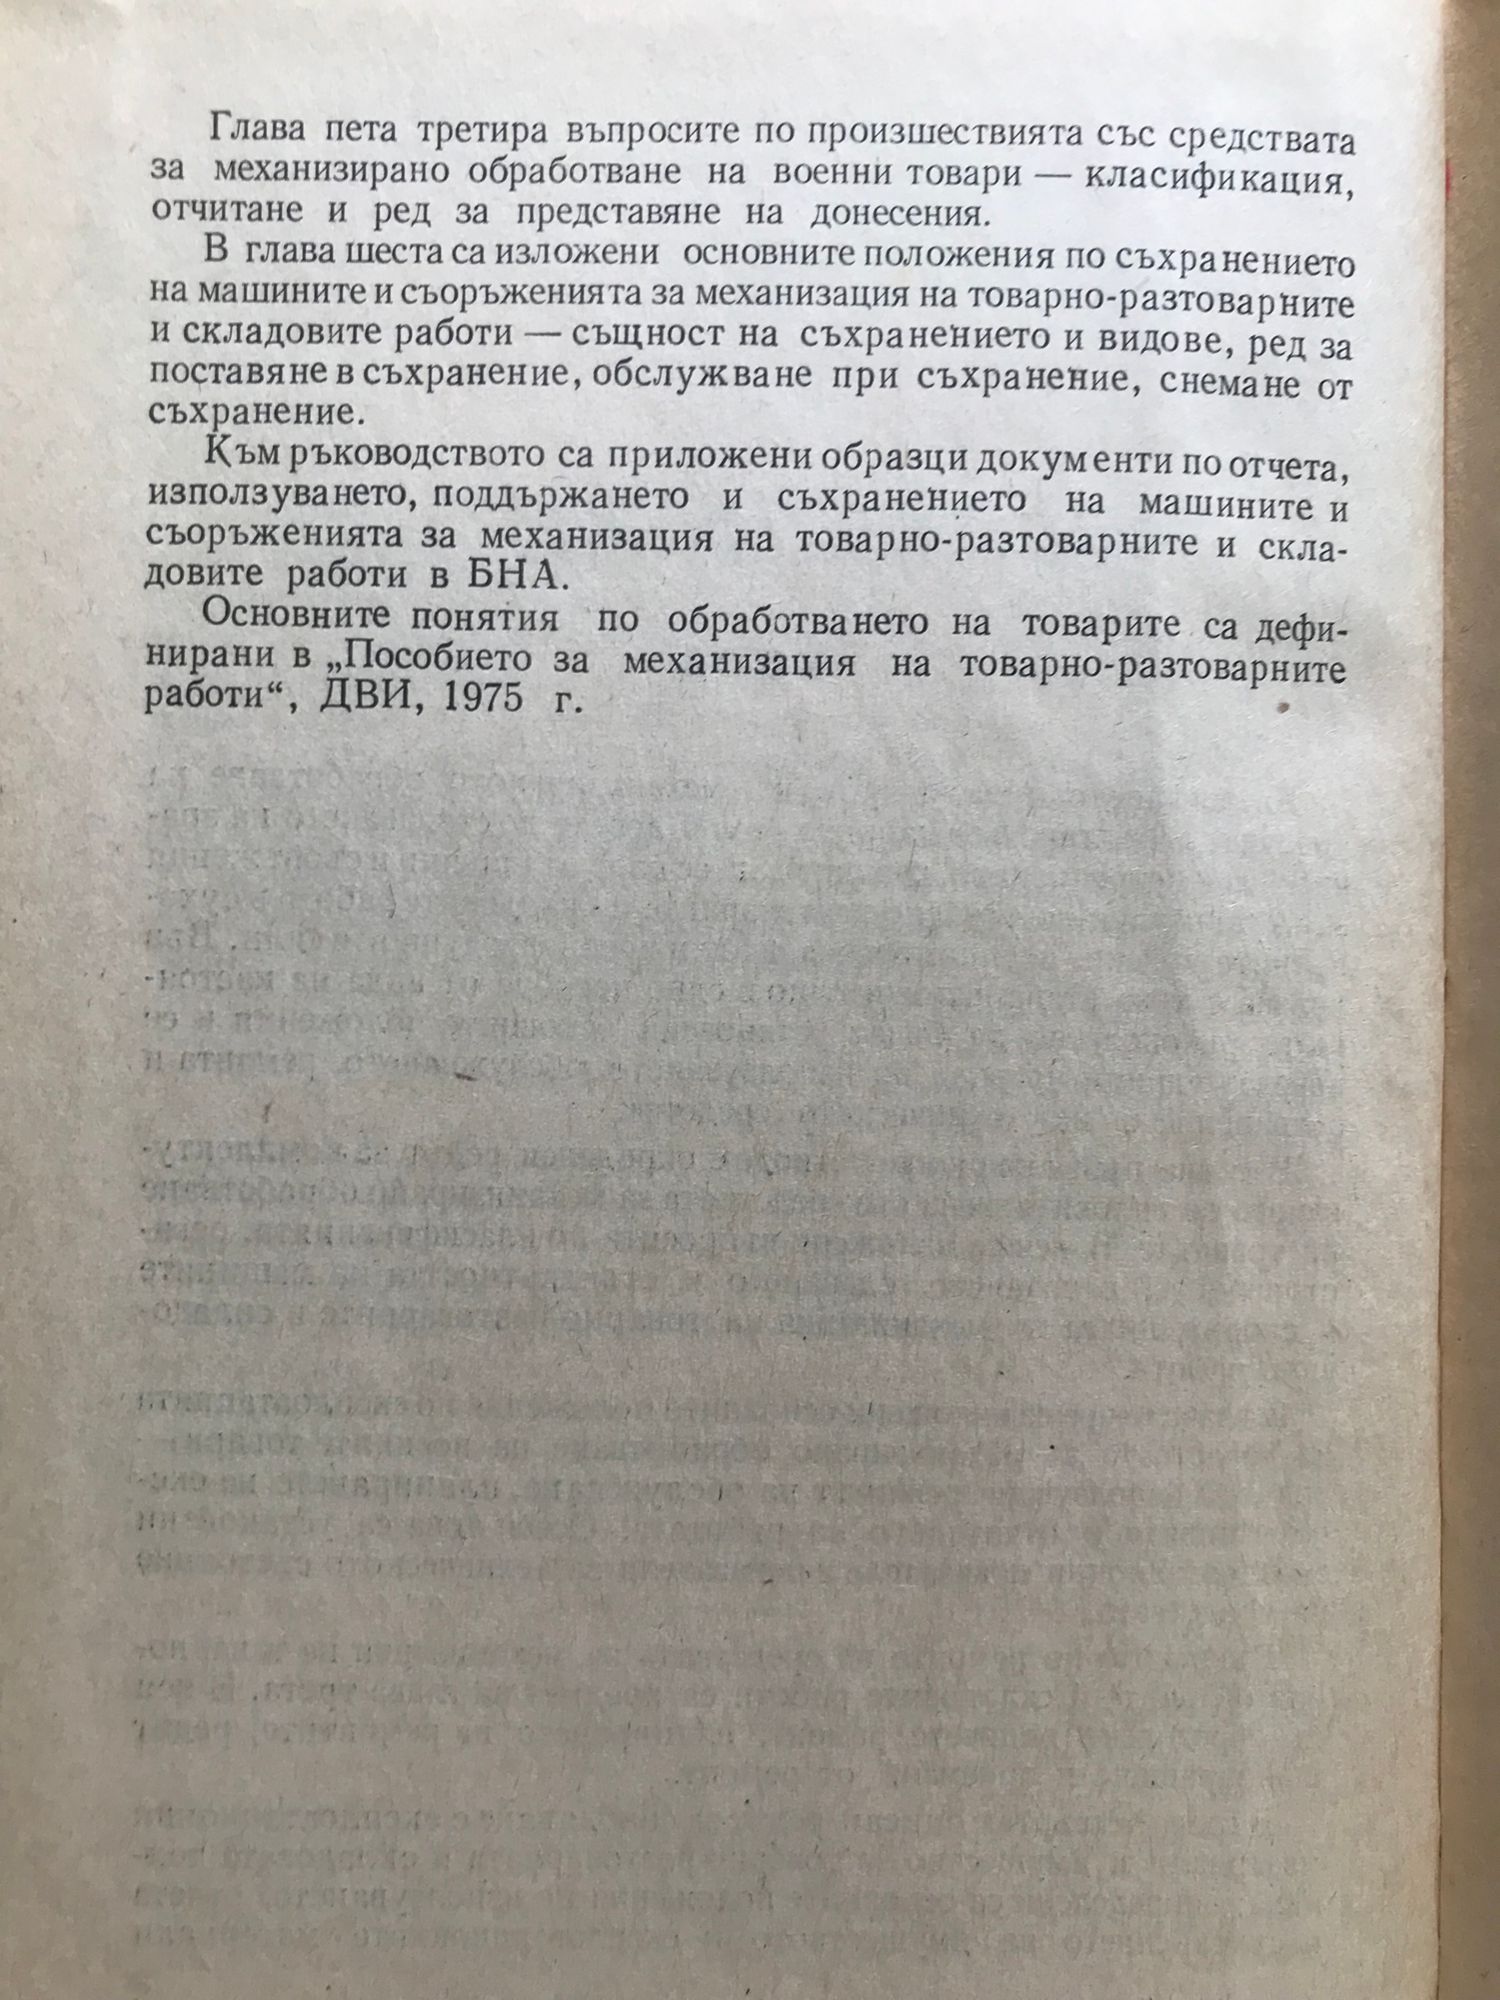 Глава пета третира въпросите по произшествията със средствата
за механизирано обработване на военни товари — класификация,
отчитане и ред за представяне на донесения.
В глава шеста са изложени основните положения по съхранението
на машините и съоръженията за механизация на товарно-разтоварните
и складовите работи — същност на съхранението и видове, ред за
поставяне в съхранение, обслужване при съхранение, снемане от
съхранение.
Към ръководството са приложени образци документи по отчета,
използуването, поддържането и съхранението на машините и
съоръженията за механизация на товарно-разтоварните и скла-
довите работи в БНА.
Основните понятия по обработването на товарите са дефи-
нирани в „Пособието за механизация на товарно-разтоварните
работи“, ДВИ, 1975 г.